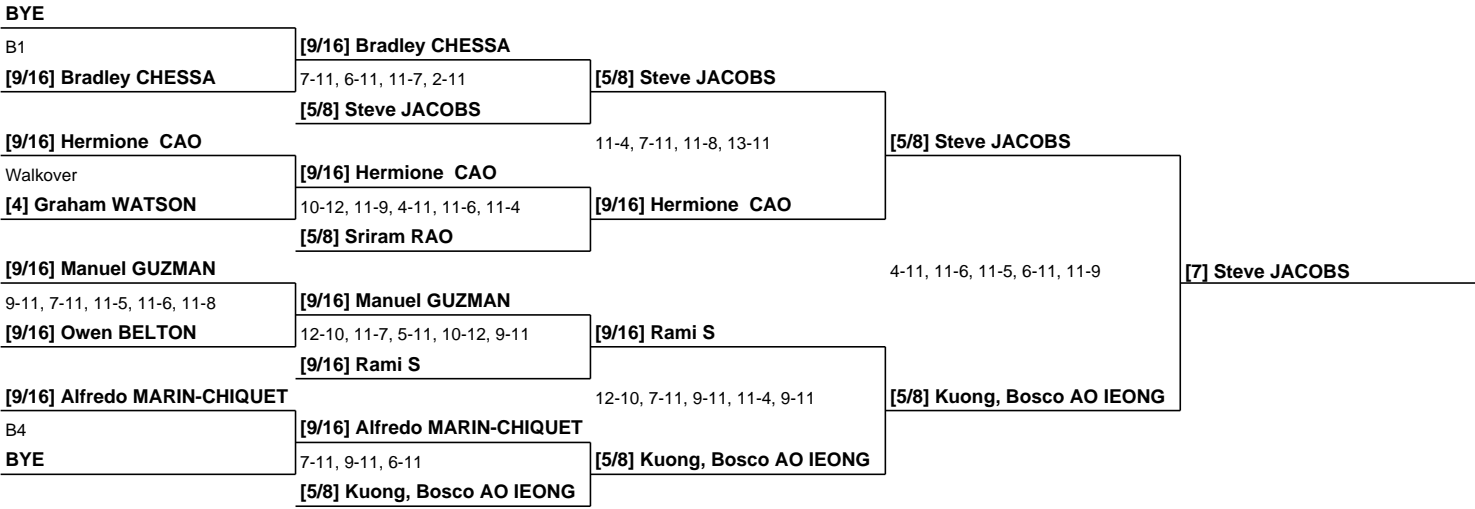 BYE
B1
[9/16] Bradley CHESSA
[9/16] Bradley CHESSA
7-11, 6-11, 11-7, 2-11
[5/8] Steve JACOBS
[5/8] Steve JACOBS
[9/16] Hermione  CAO
Walkover
[4] Graham WATSON
[9/16] Hermione  CAO
10-12, 11-9, 4-11, 11-6, 11-4
[5/8] Sriram RAO
11-4, 7-11, 11-8, 13-11
[9/16] Hermione  CAO
[5/8] Steve JACOBS
[9/16] Manuel GUZMAN
9-11, 7-11, 11-5, 11-6, 11-8
[9/16] Owen BELTON
[9/16] Manuel GUZMAN
12-10, 11-7, 5-11, 10-12, 9-11
[9/16] Rami S
[9/16] Rami S
4-11, 11-6, 11-5, 6-11, 11-9
[7] Steve JACOBS
[9/16] Alfredo MARIN-CHIQUET
B4
BYE
[9/16] Alfredo MARIN-CHIQUET
7-11, 9-11, 6-11
[5/8] Kuong, Bosco AO IEONG
12-10, 7-11, 9-11, 11-4, 9-11
[5/8] Kuong, Bosco AO IEONG
[5/8] Kuong, Bosco AO IEONG